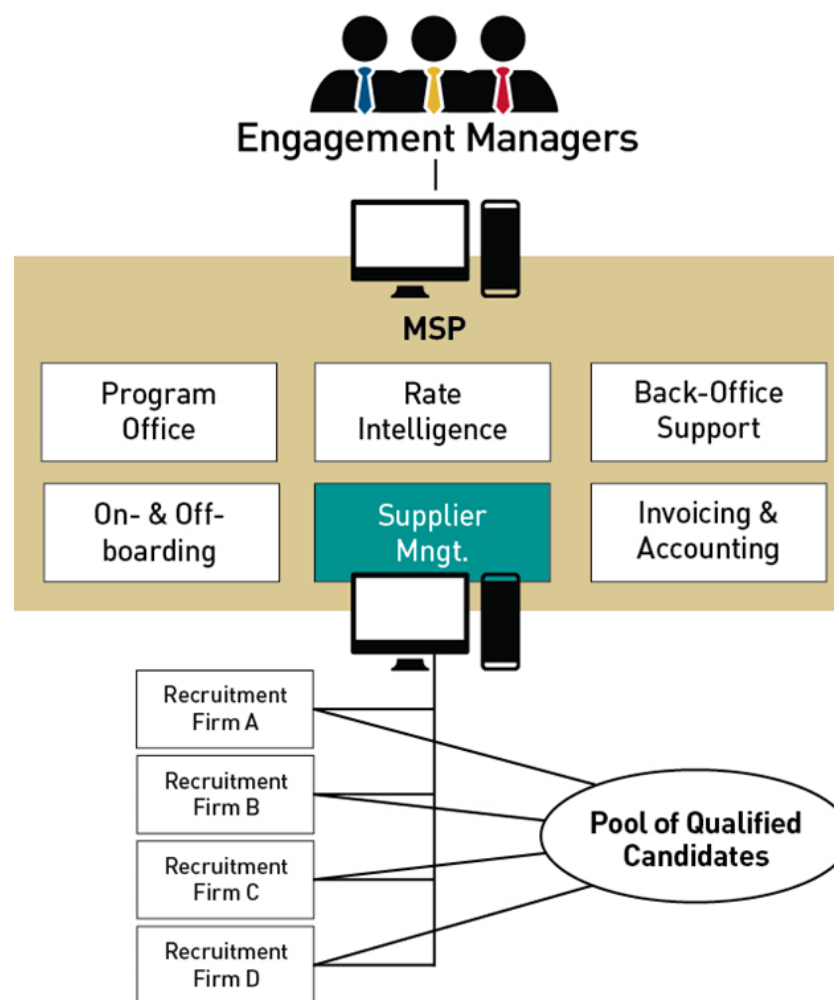 Engagement Managers
MSP
Program
Office
Rate
Intelligence
Back-Office
Support
On- & Off-
boarding
Supplier
Mngt.
Invoicing &
Accounting
Recruitment
Firm A
Recruitment
Firm B
Recruitment
Firm C
Recruitment
Firm D
Pool of Qualified
Candidates